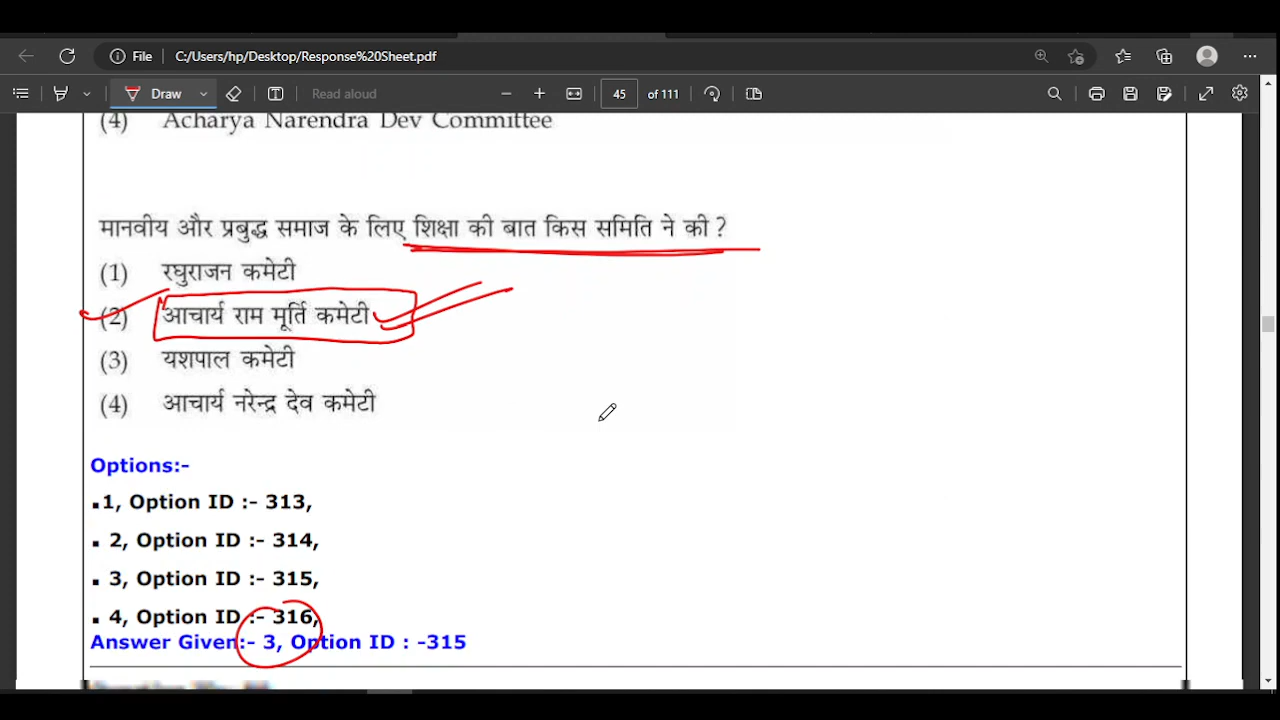 File C:/Users/hp/Desktop/Response%20Sheet.pdf
Draw Read aloud 45 of 111
(4) Acharya Narendra Dev Committee
मानवीय और प्रबुद्ध समाज के लिए शिक्षा की बात किस समिति ने की ?
(1) रघुराजन कमेटी
(2) आचार्य राम मूर्ति कमेटी
(3) यशपाल कमेटी
(4) आचार्य नरेन्द्र देव कमेटी
Options:-
1, Option ID :- 313,
2, Option ID :- 314,
3, Option ID :- 315,
4, Option ID :- 316,
Answer Given:- 3, Option ID : -315